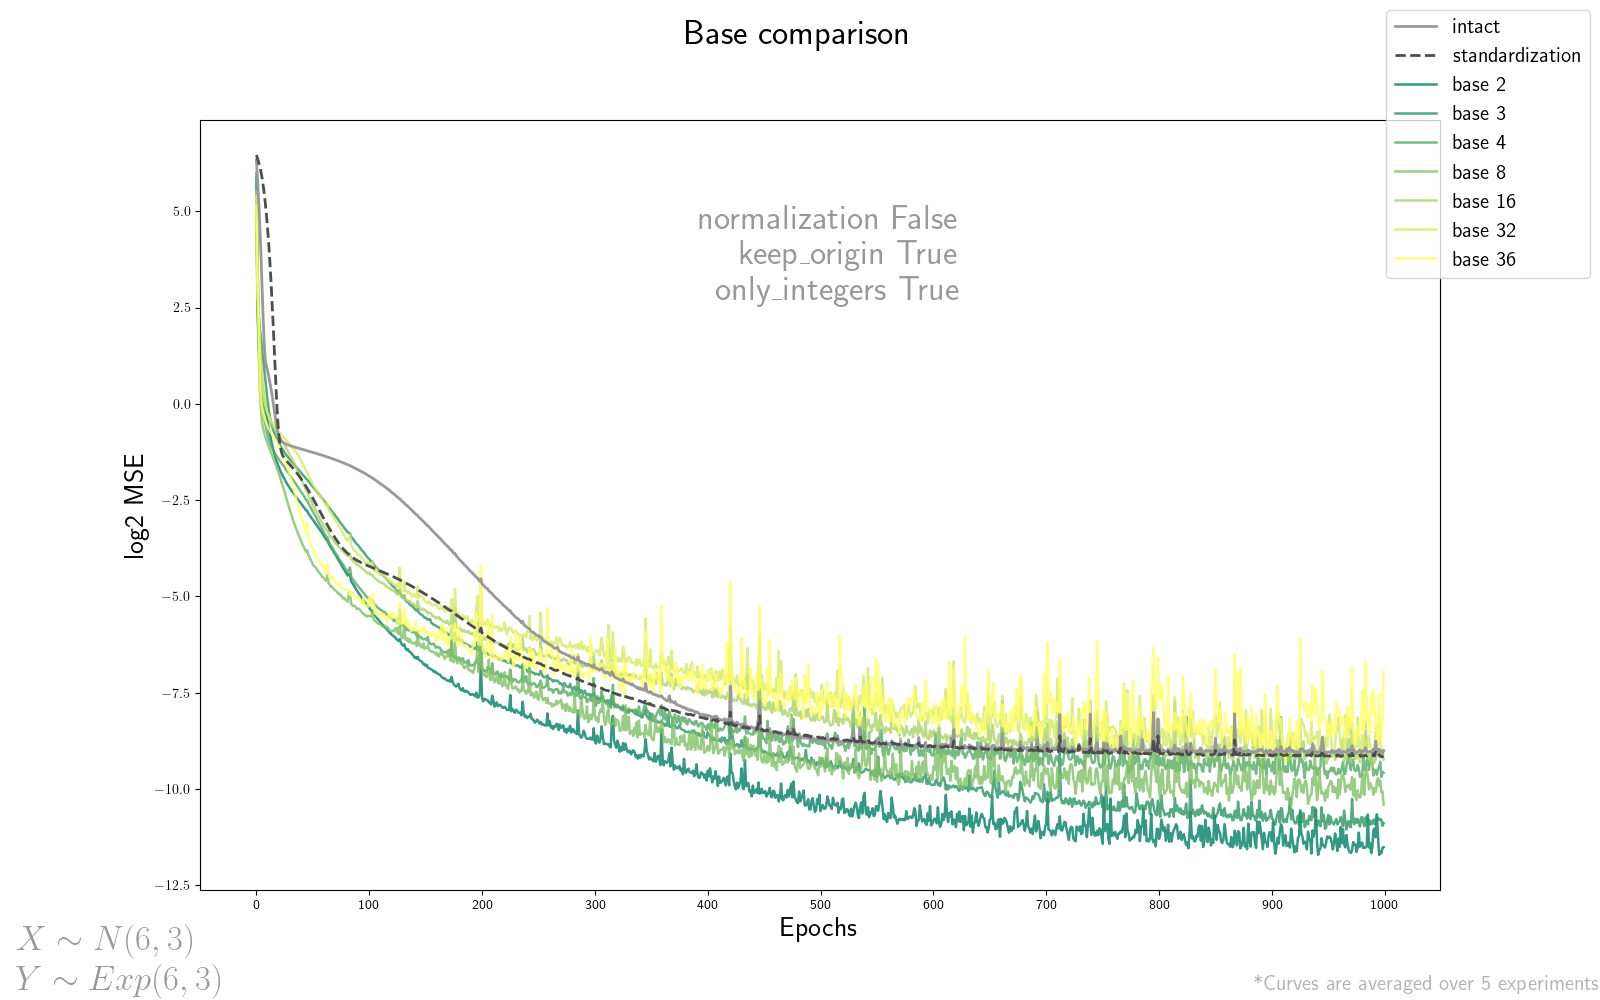 Base comparison
intact
standardization
base 2
base 3
base 4
base 8
base 16
base 32
base 36
normalization False
keep_origin True
only_integers True
log2 MSE
5.0
2.5
0.0
−2.5
−5.0
−7.5
−10.0
−12.5
0 100 200 300 400 500 600 700 800 900 1000
Epochs
X ∼ N(6, 3)
Y ∼ Exp(6, 3)
*Curves are averaged over 5 experiments